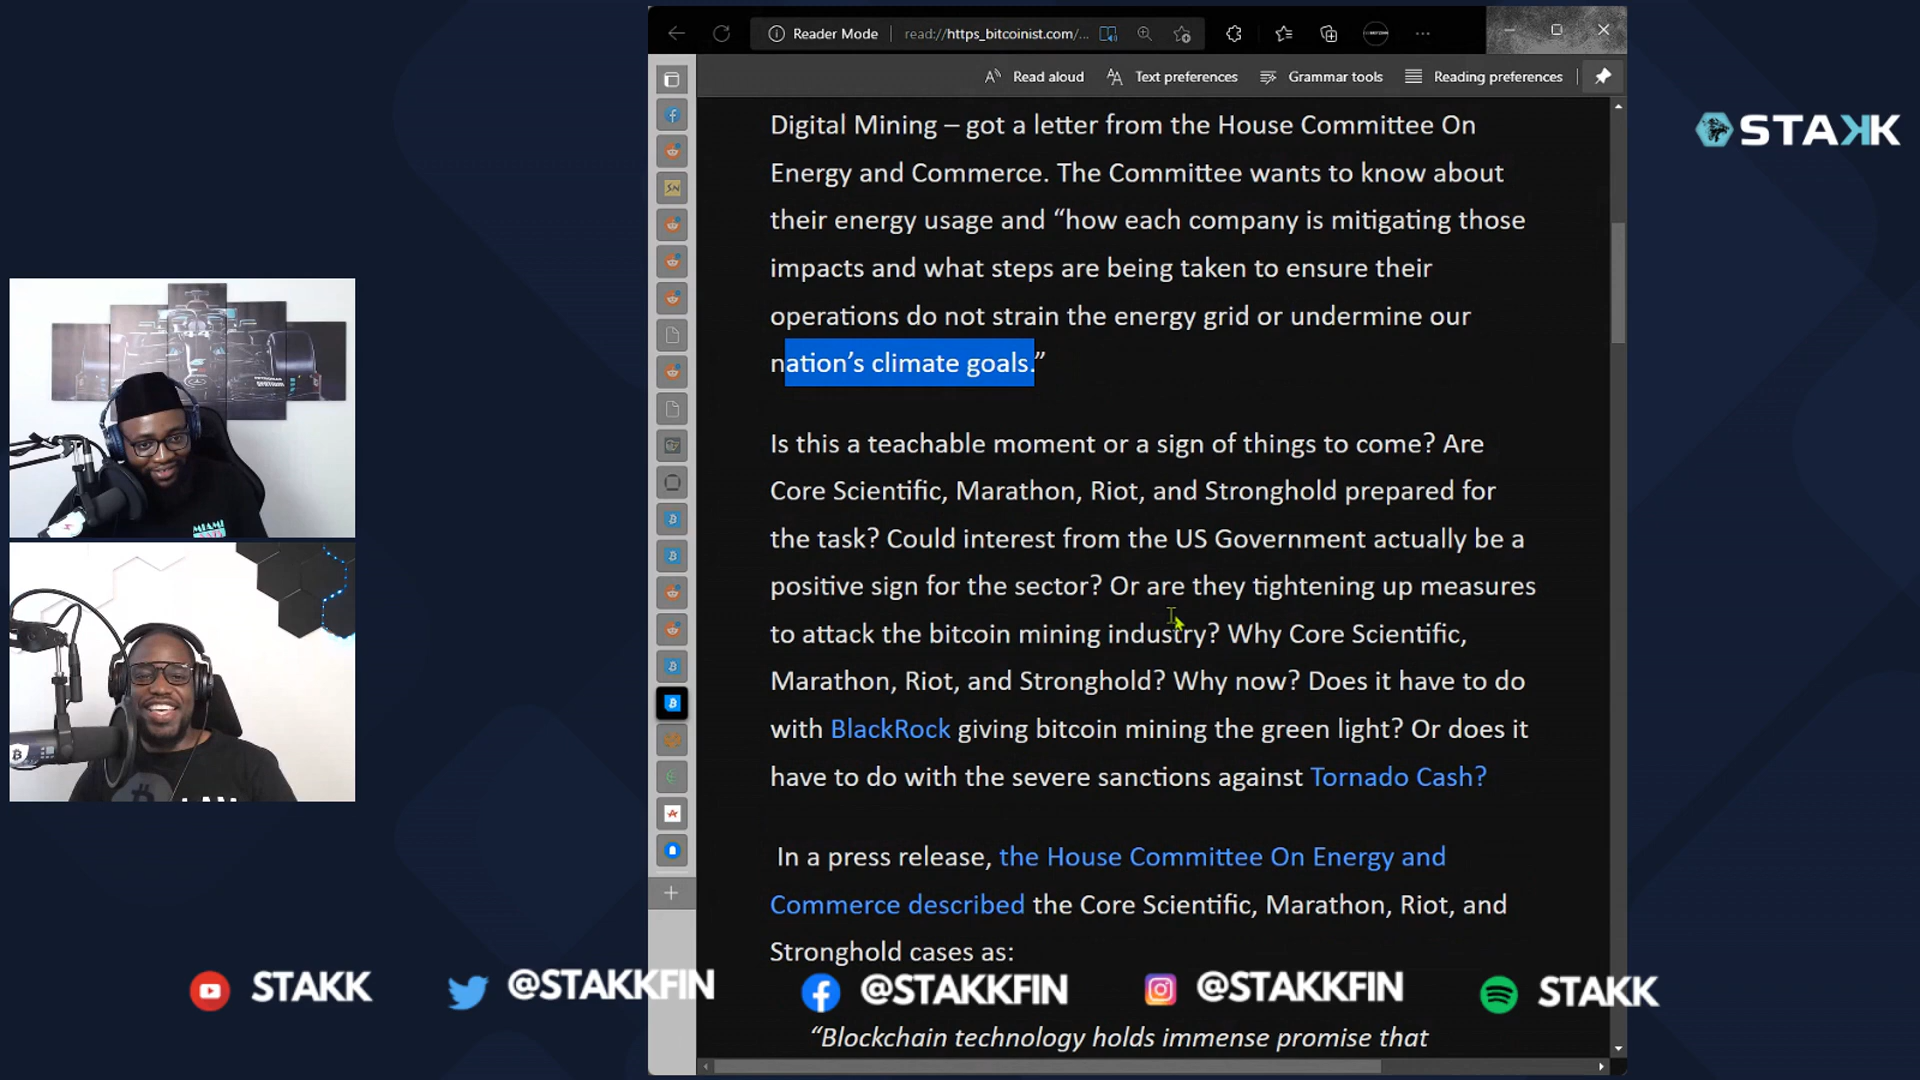 Reader Mode
read://https_bitcoinist.com/...
Read aloud
Text preferences
Grammar tools
Reading preferences
STAKK
Digital Mining – got a letter from the House Committee On
Energy and Commerce. The Committee wants to know about
their energy usage and “how each company is mitigating those
impacts and what steps are being taken to ensure their
operations do not strain the energy grid or undermine our
nation’s climate goals.”
Is this a teachable moment or a sign of things to come? Are
Core Scientific, Marathon, Riot, and Stronghold prepared for
the task? Could interest from the US Government actually be a
positive sign for the sector? Or are they tightening up measures
to attack the bitcoin mining industry? Why Core Scientific,
Marathon, Riot, and Stronghold? Why now? Does it have to do
with BlackRock giving bitcoin mining the green light? Or does it
have to do with the severe sanctions against Tornado Cash?
In a press release, the House Committee On Energy and
Commerce described the Core Scientific, Marathon, Riot, and
Stronghold cases as:
“Blockchain technology holds immense promise that
MIAMI
STAKK
@STAKKFIN
@STAKKFIN
@STAKKFIN
STAKK